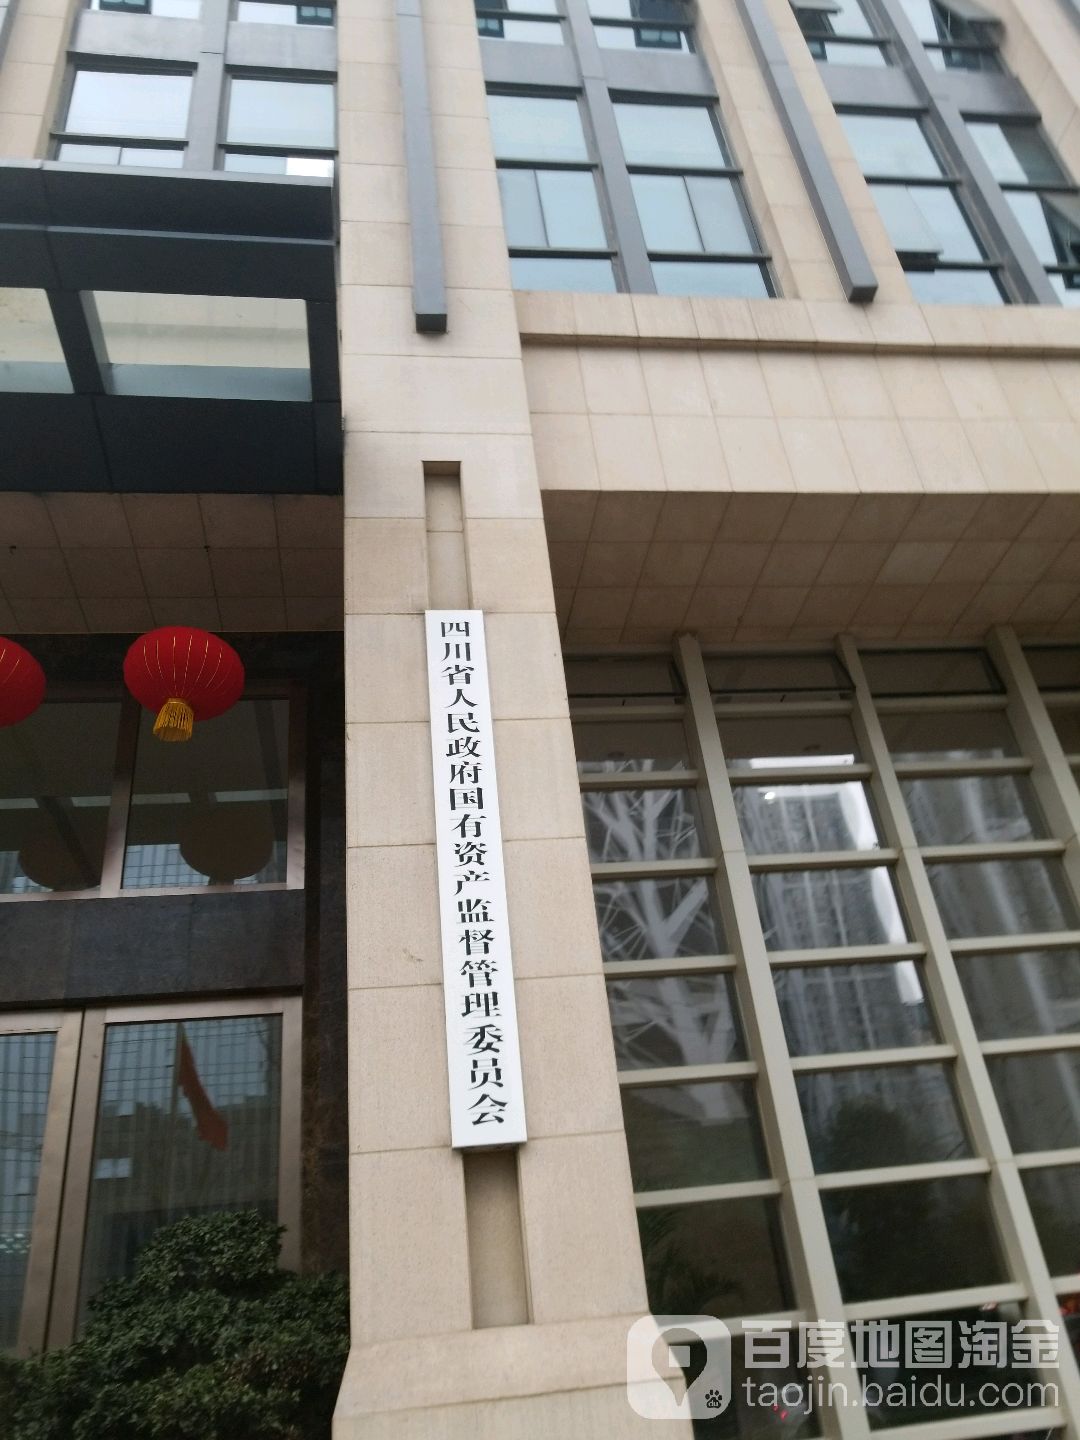 四川省人民政府国有资产监督管理委员会
百度地图淘金
taojin.baidu.com
du